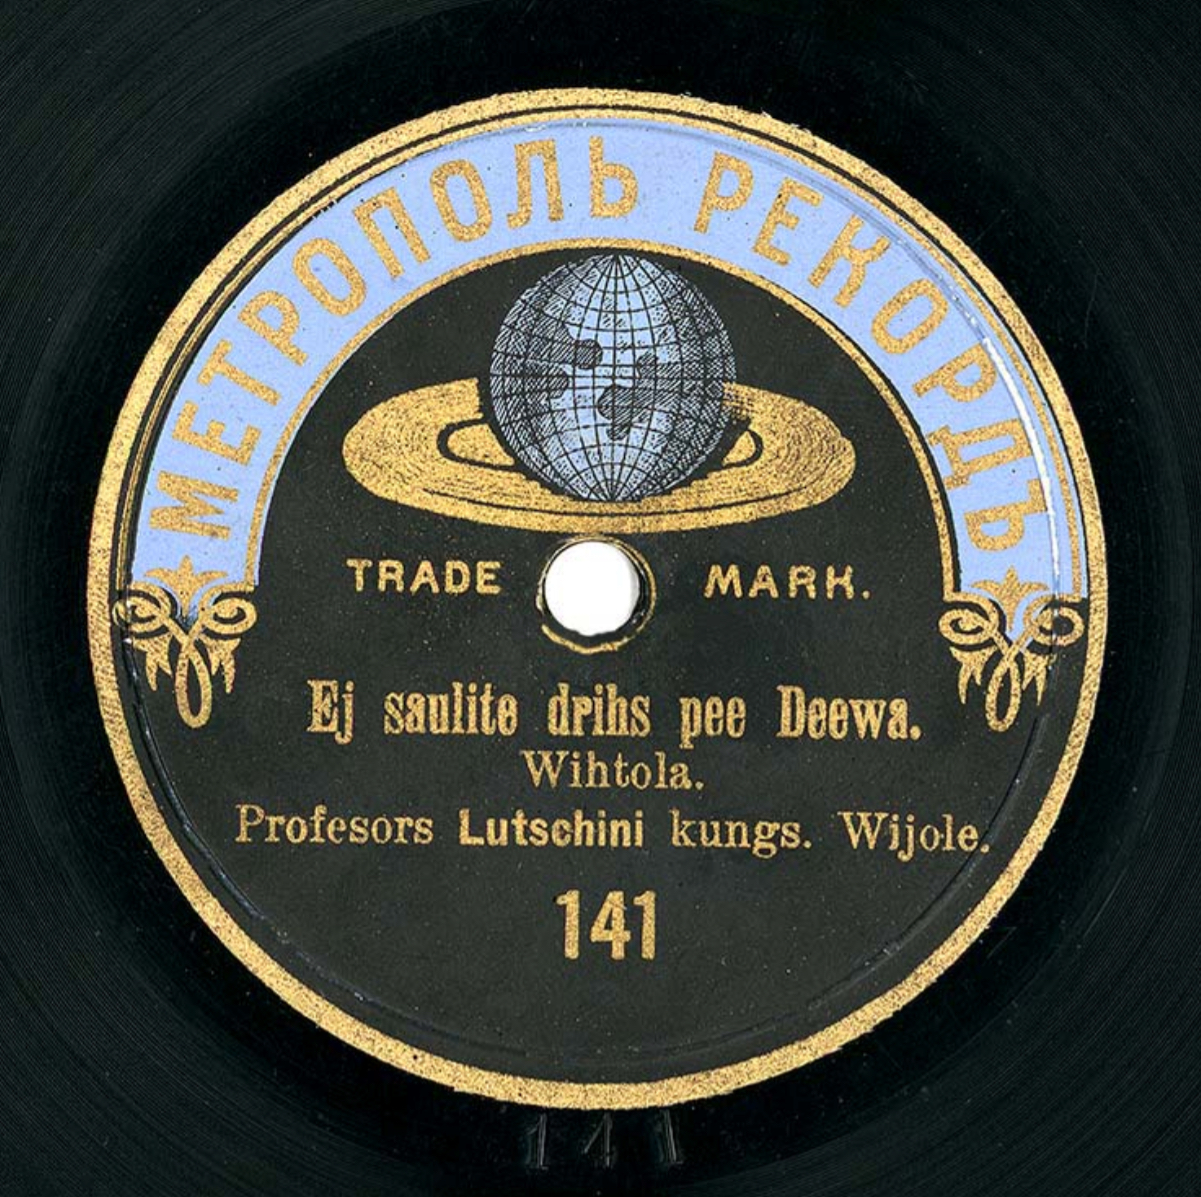 МЕТРОПОЛЬ РЕКОРДЪ
TRADE MARK.
Ej saulite drihs pee Deewa.
Wihtola.
Profesors Lutschini kungs. Wijole.
141
141